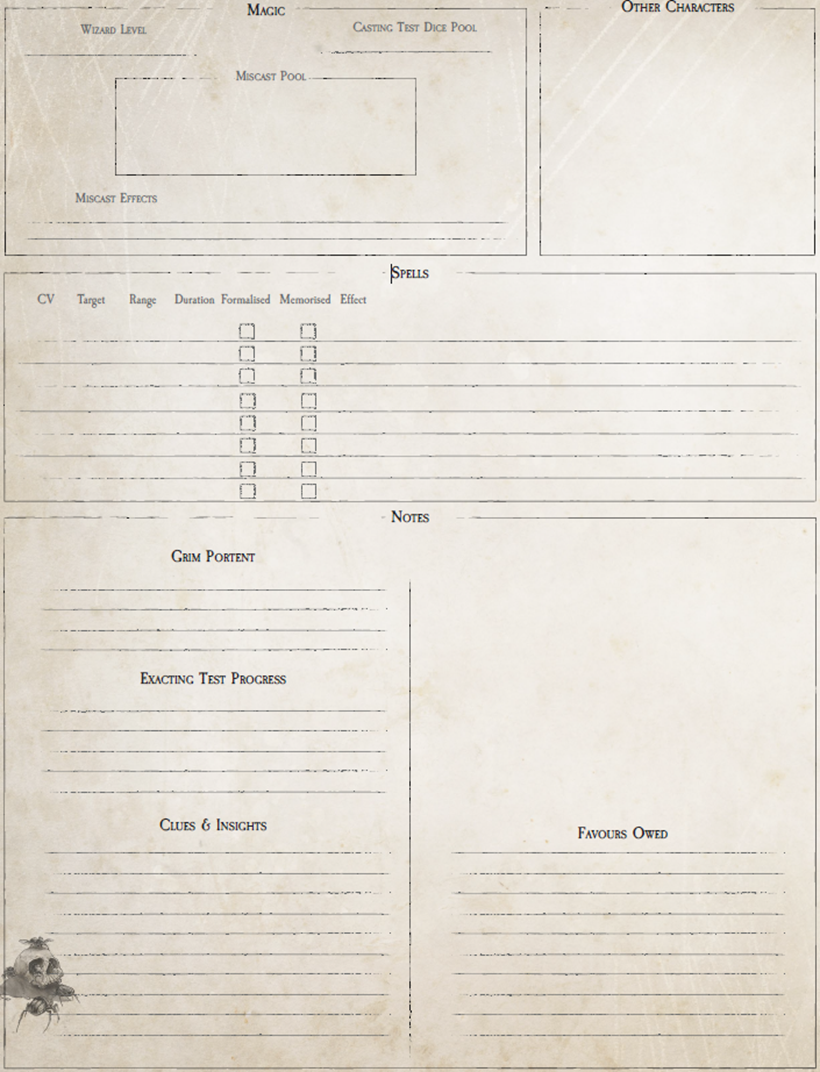 Magic
Other Characters
Wizard Level
Casting Test Dice Pool
Miscast Pool
Miscast Effects
Spells
CV Target Range Duration Formalised Memorised Effect
Notes
Grim Portent
Exacting Test Progress
Clues & Insights
Favours Owed